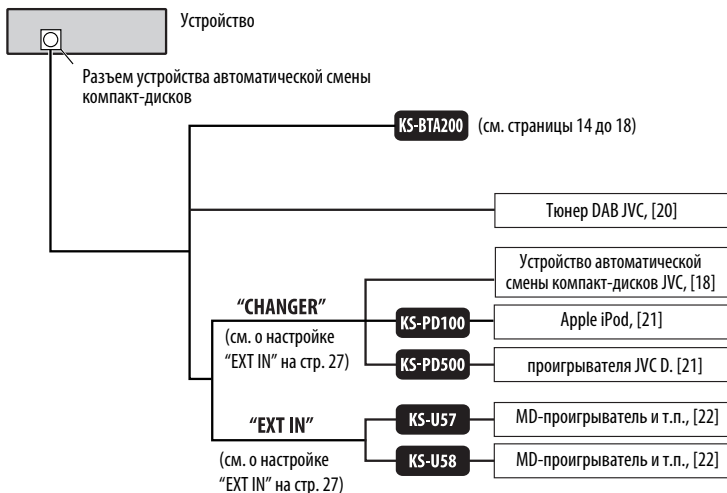 Устройство
Разъем устройства автоматической смены
компакт-дисков
KS-BTA200 (см. страницы 14 до 18)
Тюнер DAB JVC, [20]
Устройство автоматической
смены компакт-дисков JVC, [18]
“CHANGER”
(см. о настройке
“EXT IN” на стр. 27)
KS-PD100
Apple iPod, [21]
KS-PD500
проигрывателя JVC D. [21]
“EXT IN”
(см. о настройке
“EXT IN” на стр. 27)
KS-U57
MD-проигрыватель и т.п., [22]
KS-U58
MD-проигрыватель и т.п., [22]